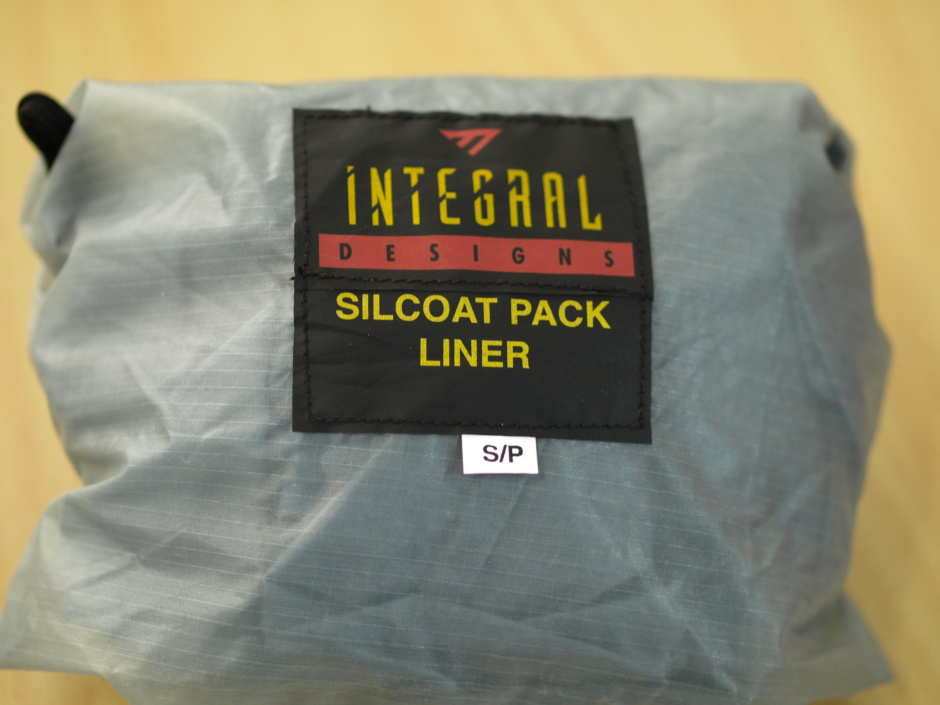 INTEGRAL
DESIGNS
SILCOAT PACK
LINER
S/P